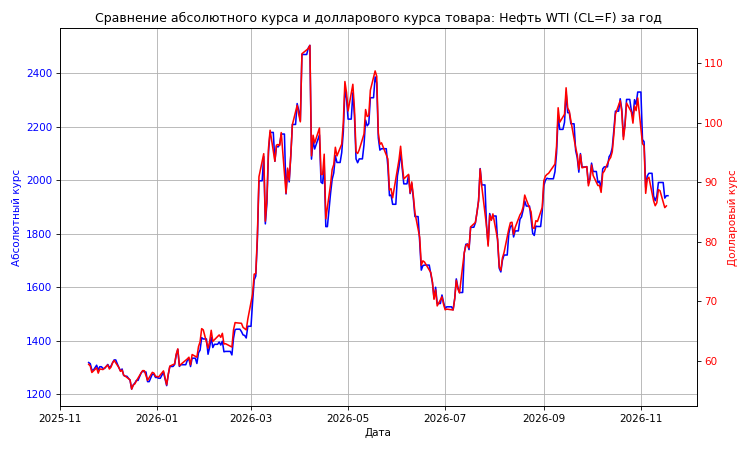 Сравнение абсолютного курса и долларового курса товара: Нефть WTI (CL=F) за год
Абсолютный курс
2400
2200
2000
1800
1600
1400
1200
110
100
90
80
70
60
Долларовый курс
2025-11 2026-01 2026-03 2026-05 2026-07 2026-09 2026-11
Дата